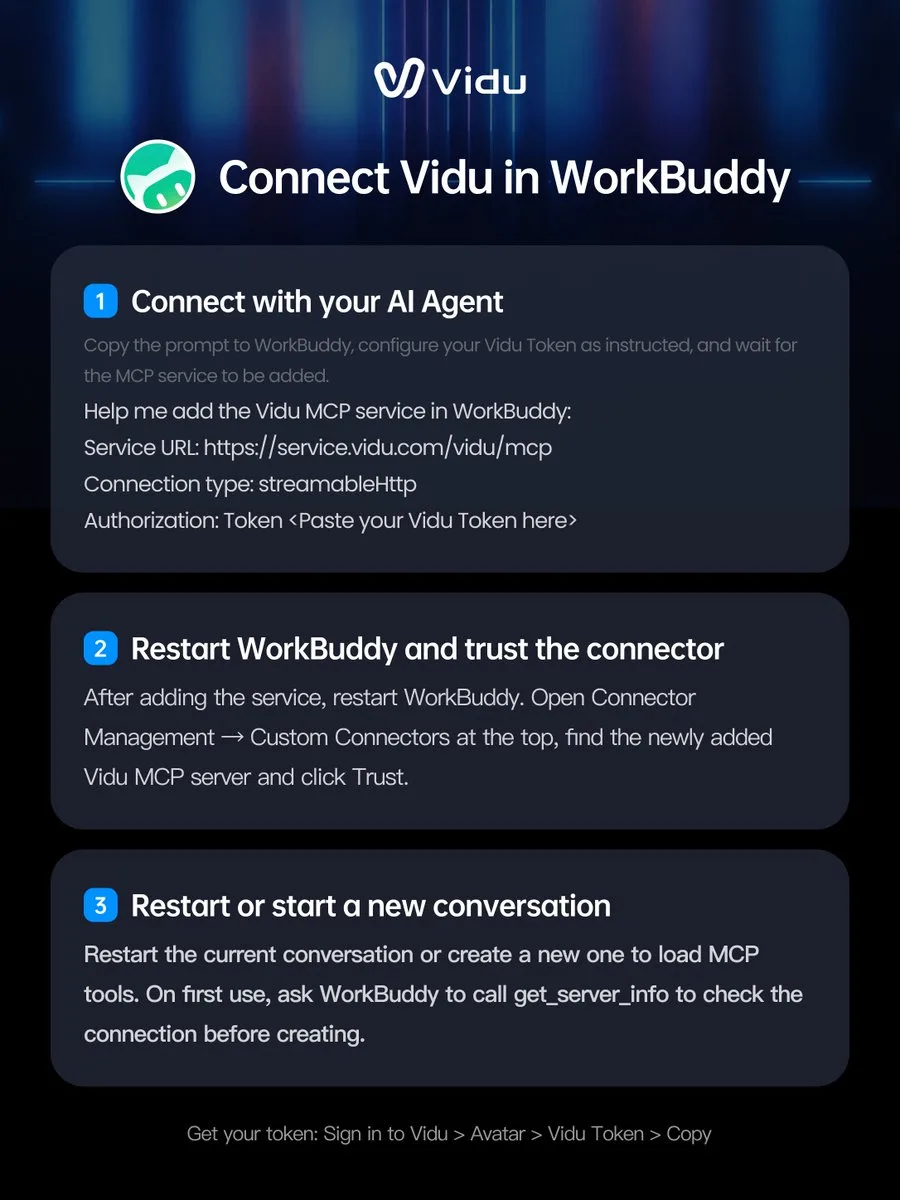 Vidu
Connect Vidu in WorkBuddy
1 Connect with your AI Agent
Copy the prompt to WorkBuddy, configure your Vidu Token as instructed, and wait for
the MCP service to be added.
Help me add the Vidu MCP service in WorkBuddy:
Service URL: https://service.vidu.com/vidu/mcp
Connection type: streamableHttp
Authorization: Token <Paste your Vidu Token here>
2 Restart WorkBuddy and trust the connector
After adding the service, restart WorkBuddy. Open Connector
Management → Custom Connectors at the top, find the newly added
Vidu MCP server and click Trust.
3 Restart or start a new conversation
Restart the current conversation or create a new one to load MCP
tools. On first use, ask WorkBuddy to call get_server_info to check the
connection before creating.
Get your token: Sign in to Vidu > Avatar > Vidu Token > Copy